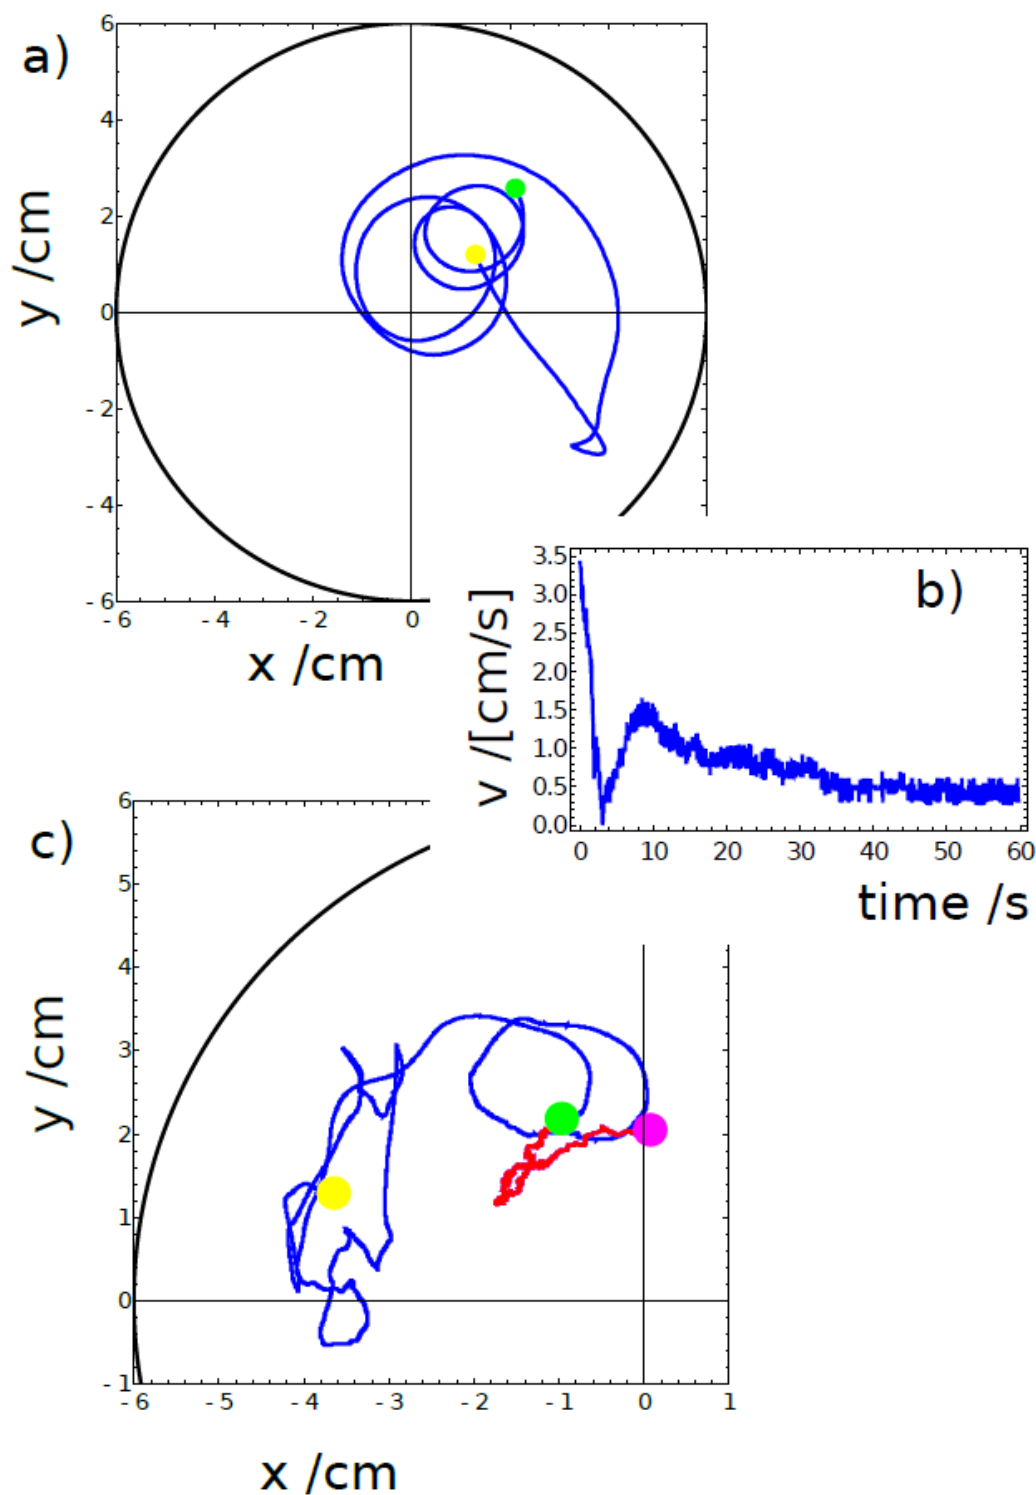 a)
y /cm
6
4
2
0
- 2
- 4
- 6
- 6 - 4 - 2 0
x /cm
b)
v /[cm/s]
3.5
3.0
2.5
2.0
1.5
1.0
0.5
0.0
0 10 20 30 40 50 60
time /s
c)
y /cm
6
5
4
3
2
1
0
- 1
- 6 - 5 - 4 - 3 - 2 - 1 0 1
x /cm